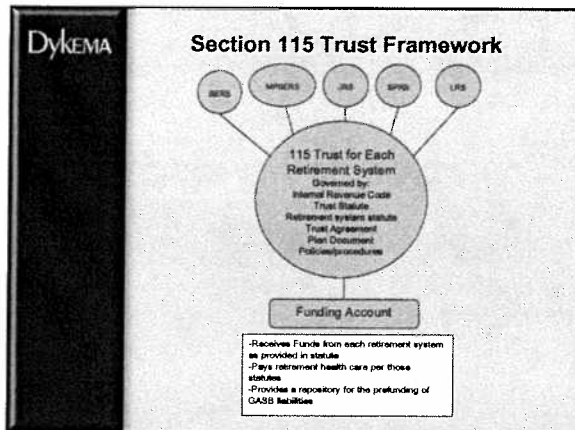 DYKEMA
Section 115 Trust Framework
SERS
MPSERS
JRS
SPRS
LRS
115 Trust for Each
Retirement System
Governed by:
Internal Revenue Code
Trust Statute
Retirement system statute
Trust Agreement
Plan Document
Policies/procedures
Funding Account
-Receives Funds from each retirement system
as provided in statute
-Pays retirement health care per those
statutes
-Provides a repository for the prefunding of
GASB liabilities